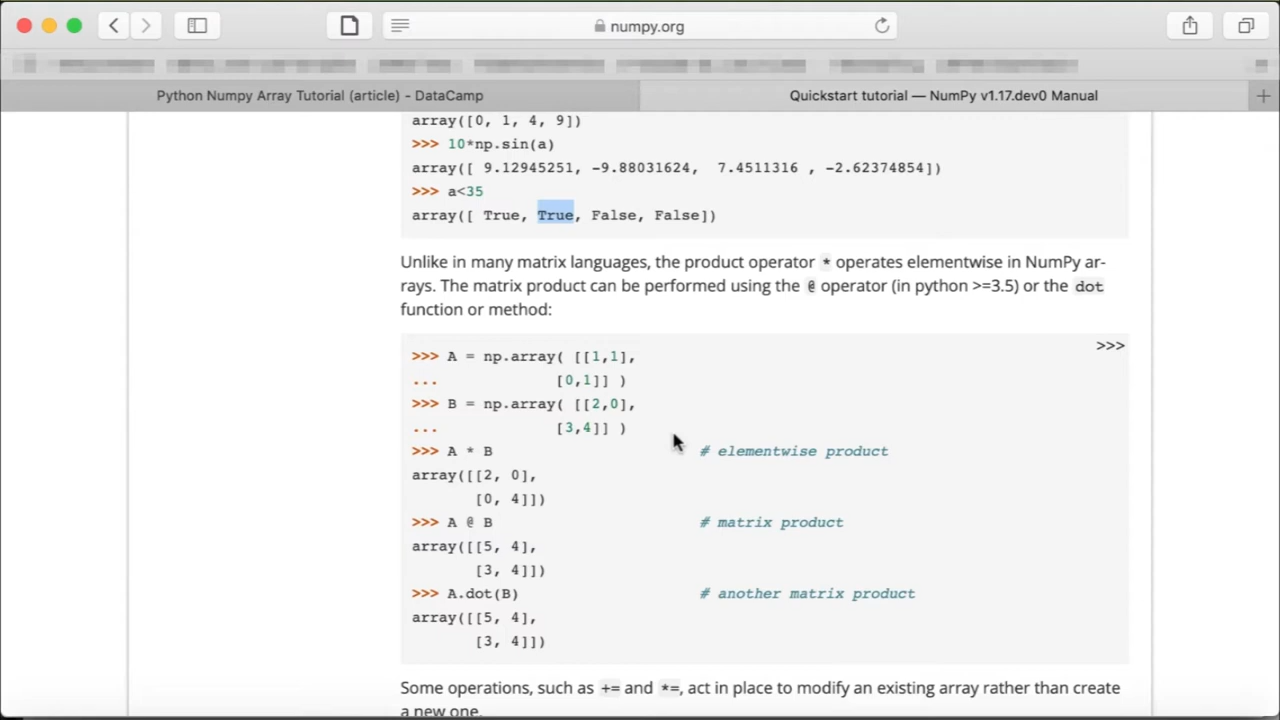 numpy.org
Python Numpy Array Tutorial (article) - DataCamp
Quickstart tutorial — NumPy v1.17.dev0 Manual
array([0, 1, 4, 9])
>>> 10*np.sin(a)
array([ 9.12945251, -9.88031624,  7.4511316 , -2.62374854])
>>> a<35
array([ True, True, False, False])
Unlike in many matrix languages, the product operator * operates elementwise in NumPy ar-
rays. The matrix product can be performed using the @ operator (in python >=3.5) or the dot
function or method:
>>>
>>> A = np.array( [[1,1],
...             [0,1]] )
>>> B = np.array( [[2,0],
...             [3,4]] )
>>> A * B                       # elementwise product
array([[2, 0],
       [0, 4]])
>>> A @ B                       # matrix product
array([[5, 4],
       [3, 4]])
>>> A.dot(B)                    # another matrix product
array([[5, 4],
       [3, 4]])
Some operations, such as += and *=, act in place to modify an existing array rather than create
a new one.